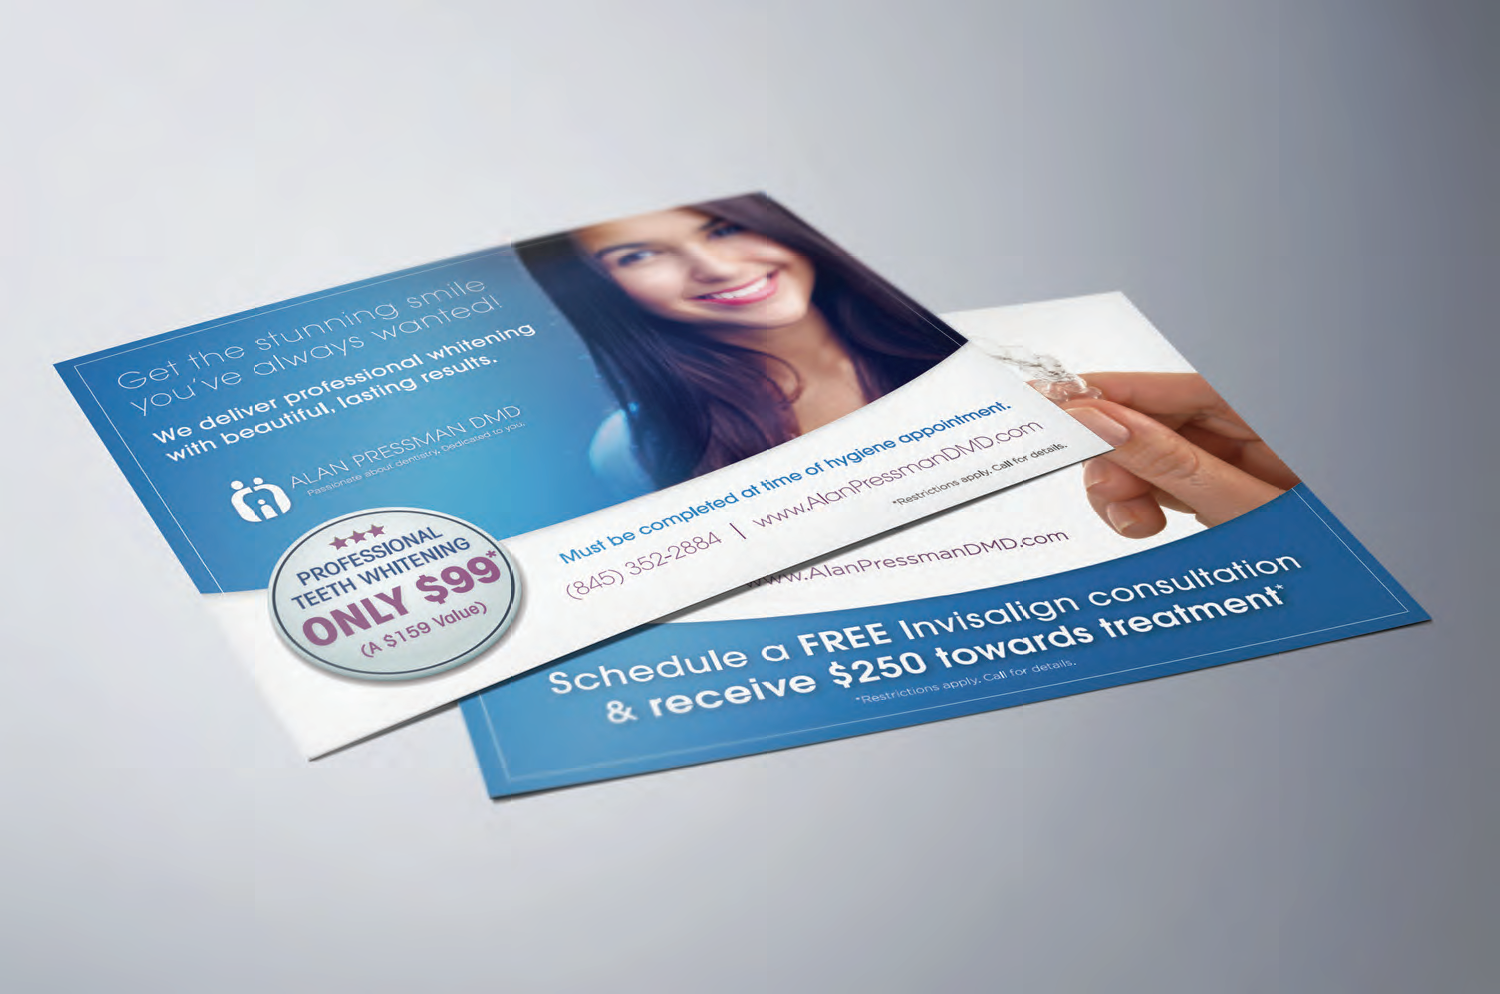 Get the stunning smile
you've always wanted!
We deliver professional whitening
with beautiful, lasting results.
ALAN PRESSMAN DMD
Passionate about dentistry, Dedicated to you.
PROFESSIONAL
TEETH WHITENING
ONLY $99*
(A $159 Value)
Must be completed at time of hygiene appointment.
(845) 352-2884 | www.AlanPressmanDMD.com
*Restrictions apply. Call for details.
www.AlanPressmanDMD.com
Schedule a FREE Invisalign consultation
& receive $250 towards treatment*
*Restrictions apply. Call for details.